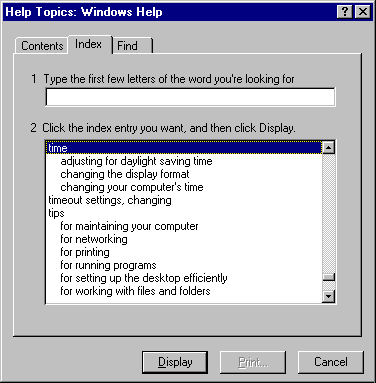 Help Topics: Windows Help
Contents Index Find
1 Type the first few letters of the word you're looking for
2 Click the index entry you want, and then click Display.
time
adjusting for daylight saving time
changing the display format
changing your computer's time
timeout settings, changing
tips
for maintaining your computer
for networking
for printing
for running programs
for setting up the desktop efficiently
for working with files and folders
Display Print... Cancel